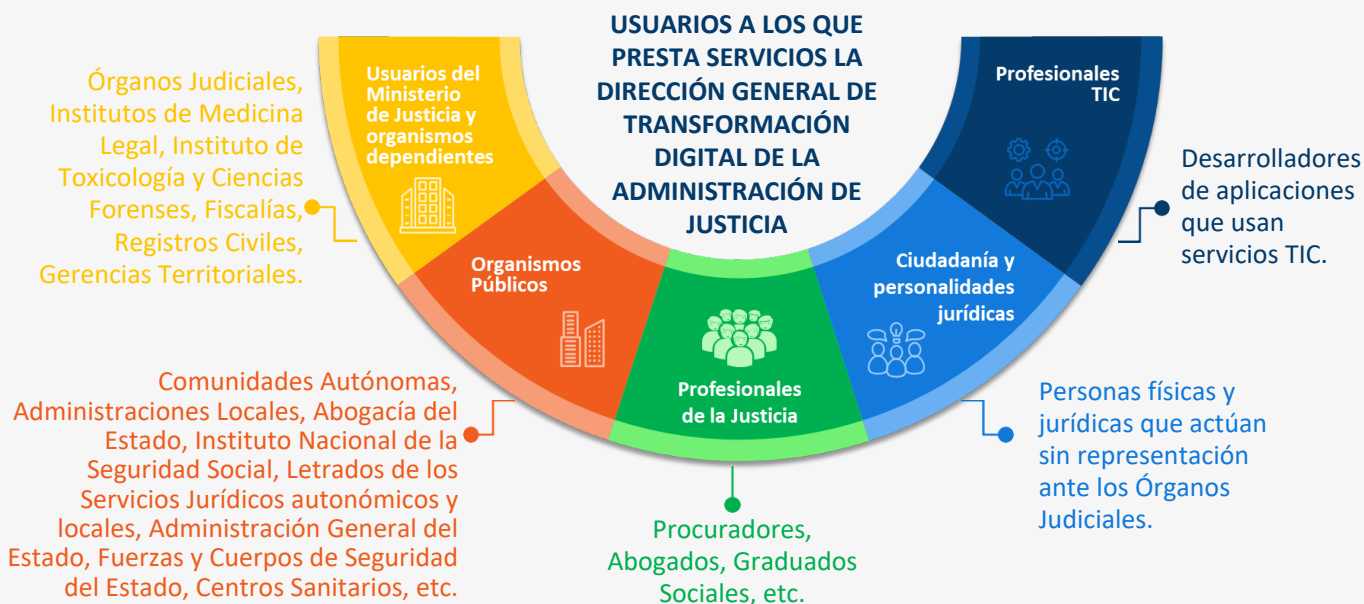 USUARIOS A LOS QUE
PRESTA SERVICIOS LA
DIRECCIÓN GENERAL DE
TRANSFORMACIÓN
DIGITAL DE LA
ADMINISTRACIÓN DE
JUSTICIA
Usuarios del
Ministerio
de Justicia y
organismos
dependientes
Órganos Judiciales,
Institutos de Medicina
Legal, Instituto de
Toxicología y Ciencias
Forenses, Fiscalías,
Registros Civiles,
Gerencias Territoriales.
Organismos
Públicos
Comunidades Autónomas,
Administraciones Locales, Abogacía del
Estado, Instituto Nacional de la
Seguridad Social, Letrados de los
Servicios Jurídicos autonómicos y
locales, Administración General del
Estado, Fuerzas y Cuerpos de Seguridad
del Estado, Centros Sanitarios, etc.
Profesionales
de la Justicia
Procuradores,
Abogados, Graduados
Sociales, etc.
Ciudadanía y
personalidades
jurídicas
Personas físicas y
jurídicas que actúan
sin representación
ante los Órganos
Judiciales.
Profesionales
TIC
Desarrolladores
de aplicaciones
que usan
servicios TIC.